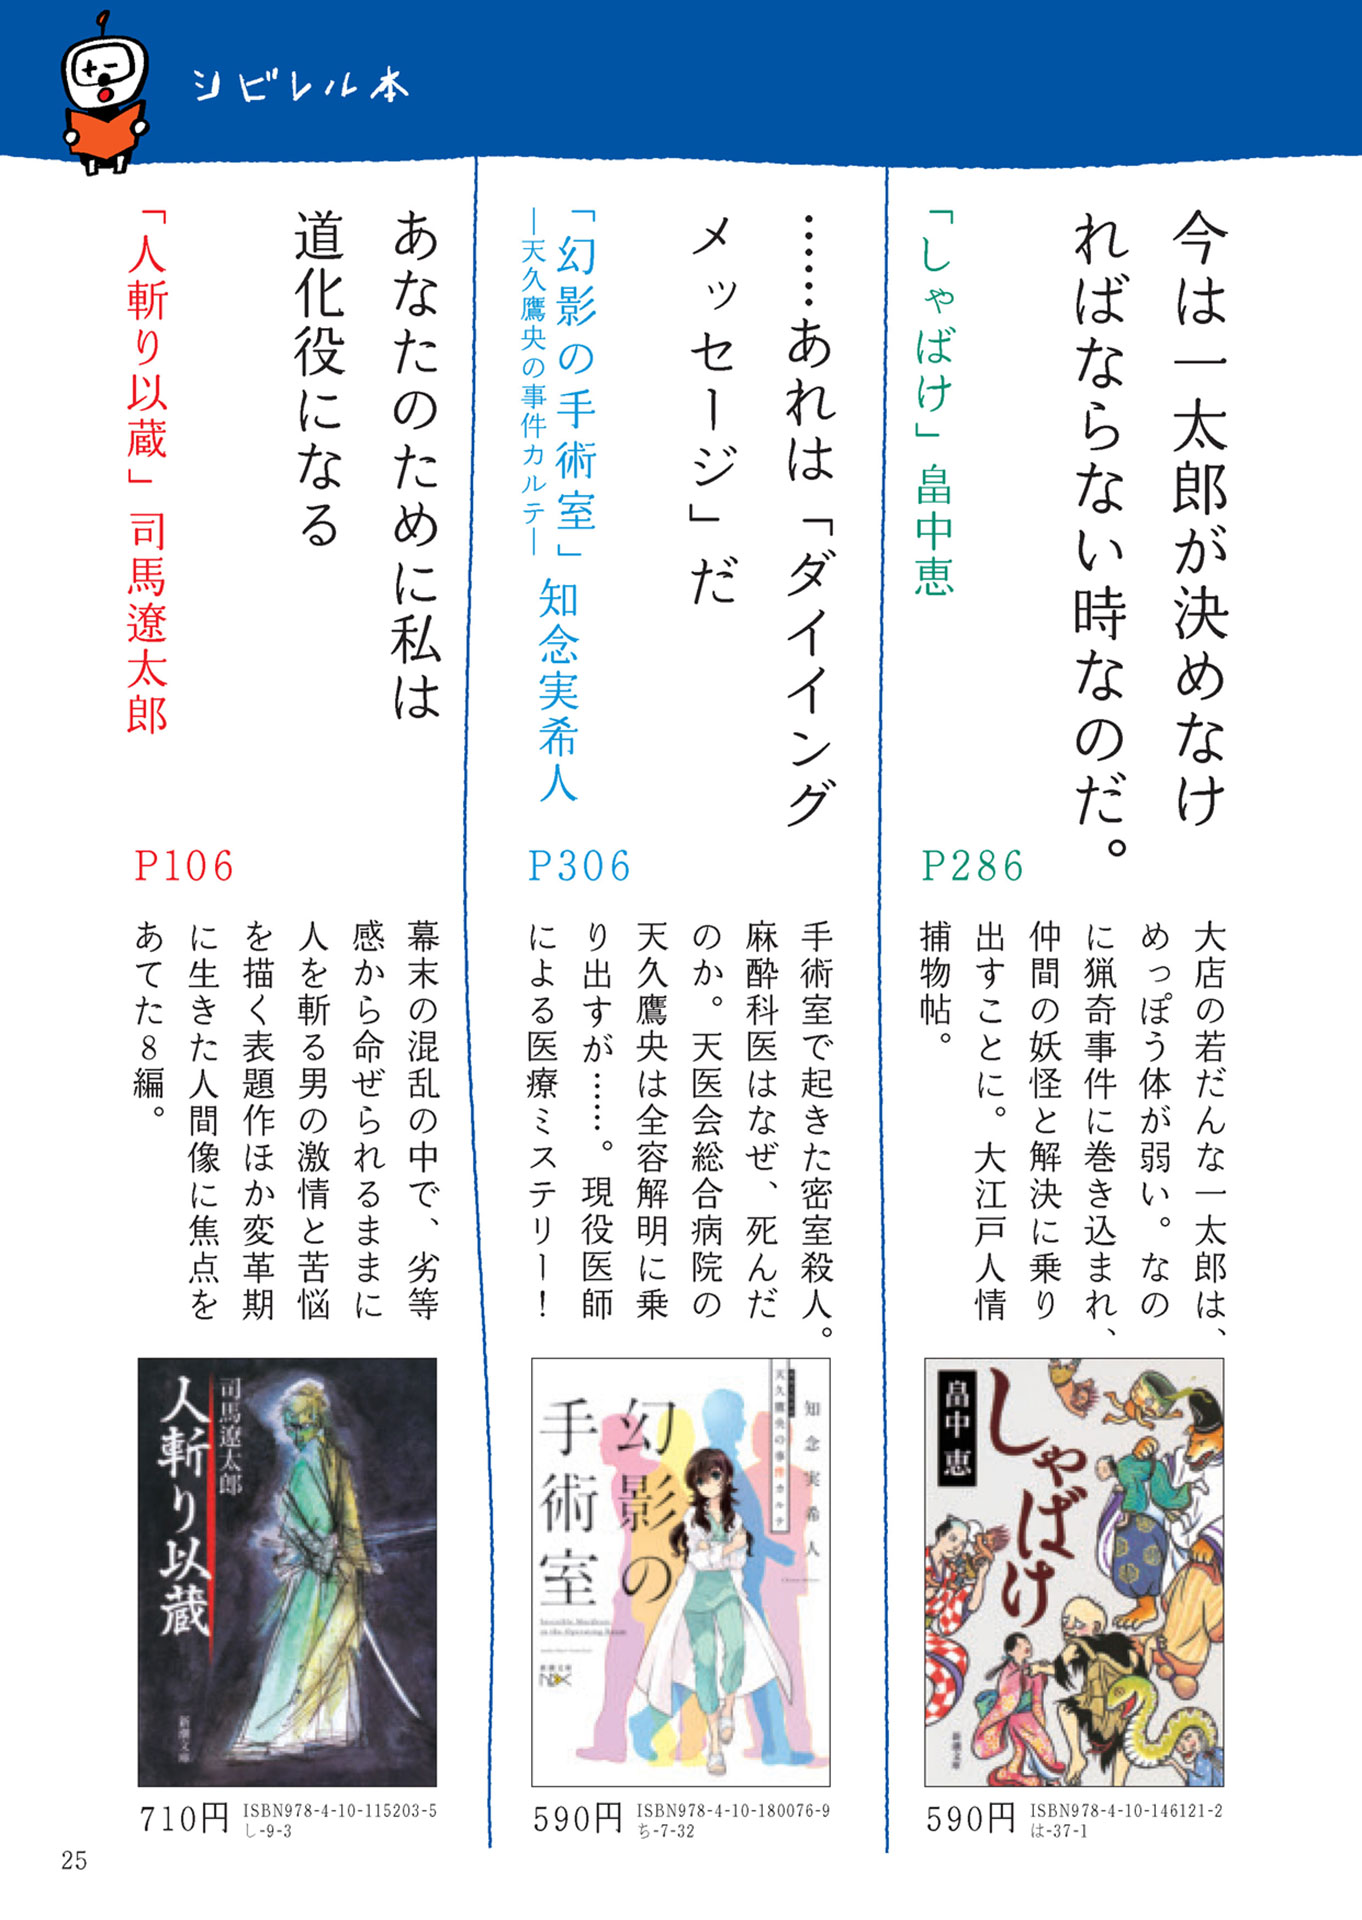 シビレル本
今は一太郎が決めなけ
ればならない時なのだ。
「しゃばけ」畠中恵
P286
大店の若だんな一太郎は、
めっぽう体が弱い。なの
に猟奇事件に巻き込まれ、
仲間の妖怪と解決に乗り
出すことに。大江戸人情
捕物帖。
しゃばけ
畠中恵
新潮文庫
590円
ISBN978-4-10-146121-2
は-37-1
……あれは「ダイイング
メッセージ」だ
「幻影の手術室」知念実希人
―天久鷹央の事件カルテ―
P306
手術室で起きた密室殺人。
麻酔科医はなぜ、死んだ
のか。天医会総合病院の
天久鷹央は全容解明に乗
り出すが……。現役医師
による医療ミステリー！
知念実希人
天久鷹央の事件カルテ
幻影の
手術室
新潮文庫
nex
590円
ISBN978-4-10-180076-9
ち-7-32
あなたのために私は
道化役になる
「人斬り以蔵」司馬遼太郎
P106
幕末の混乱の中で、劣等
感から命ぜられるままに
人を斬る男の激情と苦悩
を描く表題作ほか変革期
に生きた人間像に焦点を
あてた８編。
司馬遼太郎
人斬り以蔵
新潮文庫
710円
ISBN978-4-10-115203-5
し-9-3
25